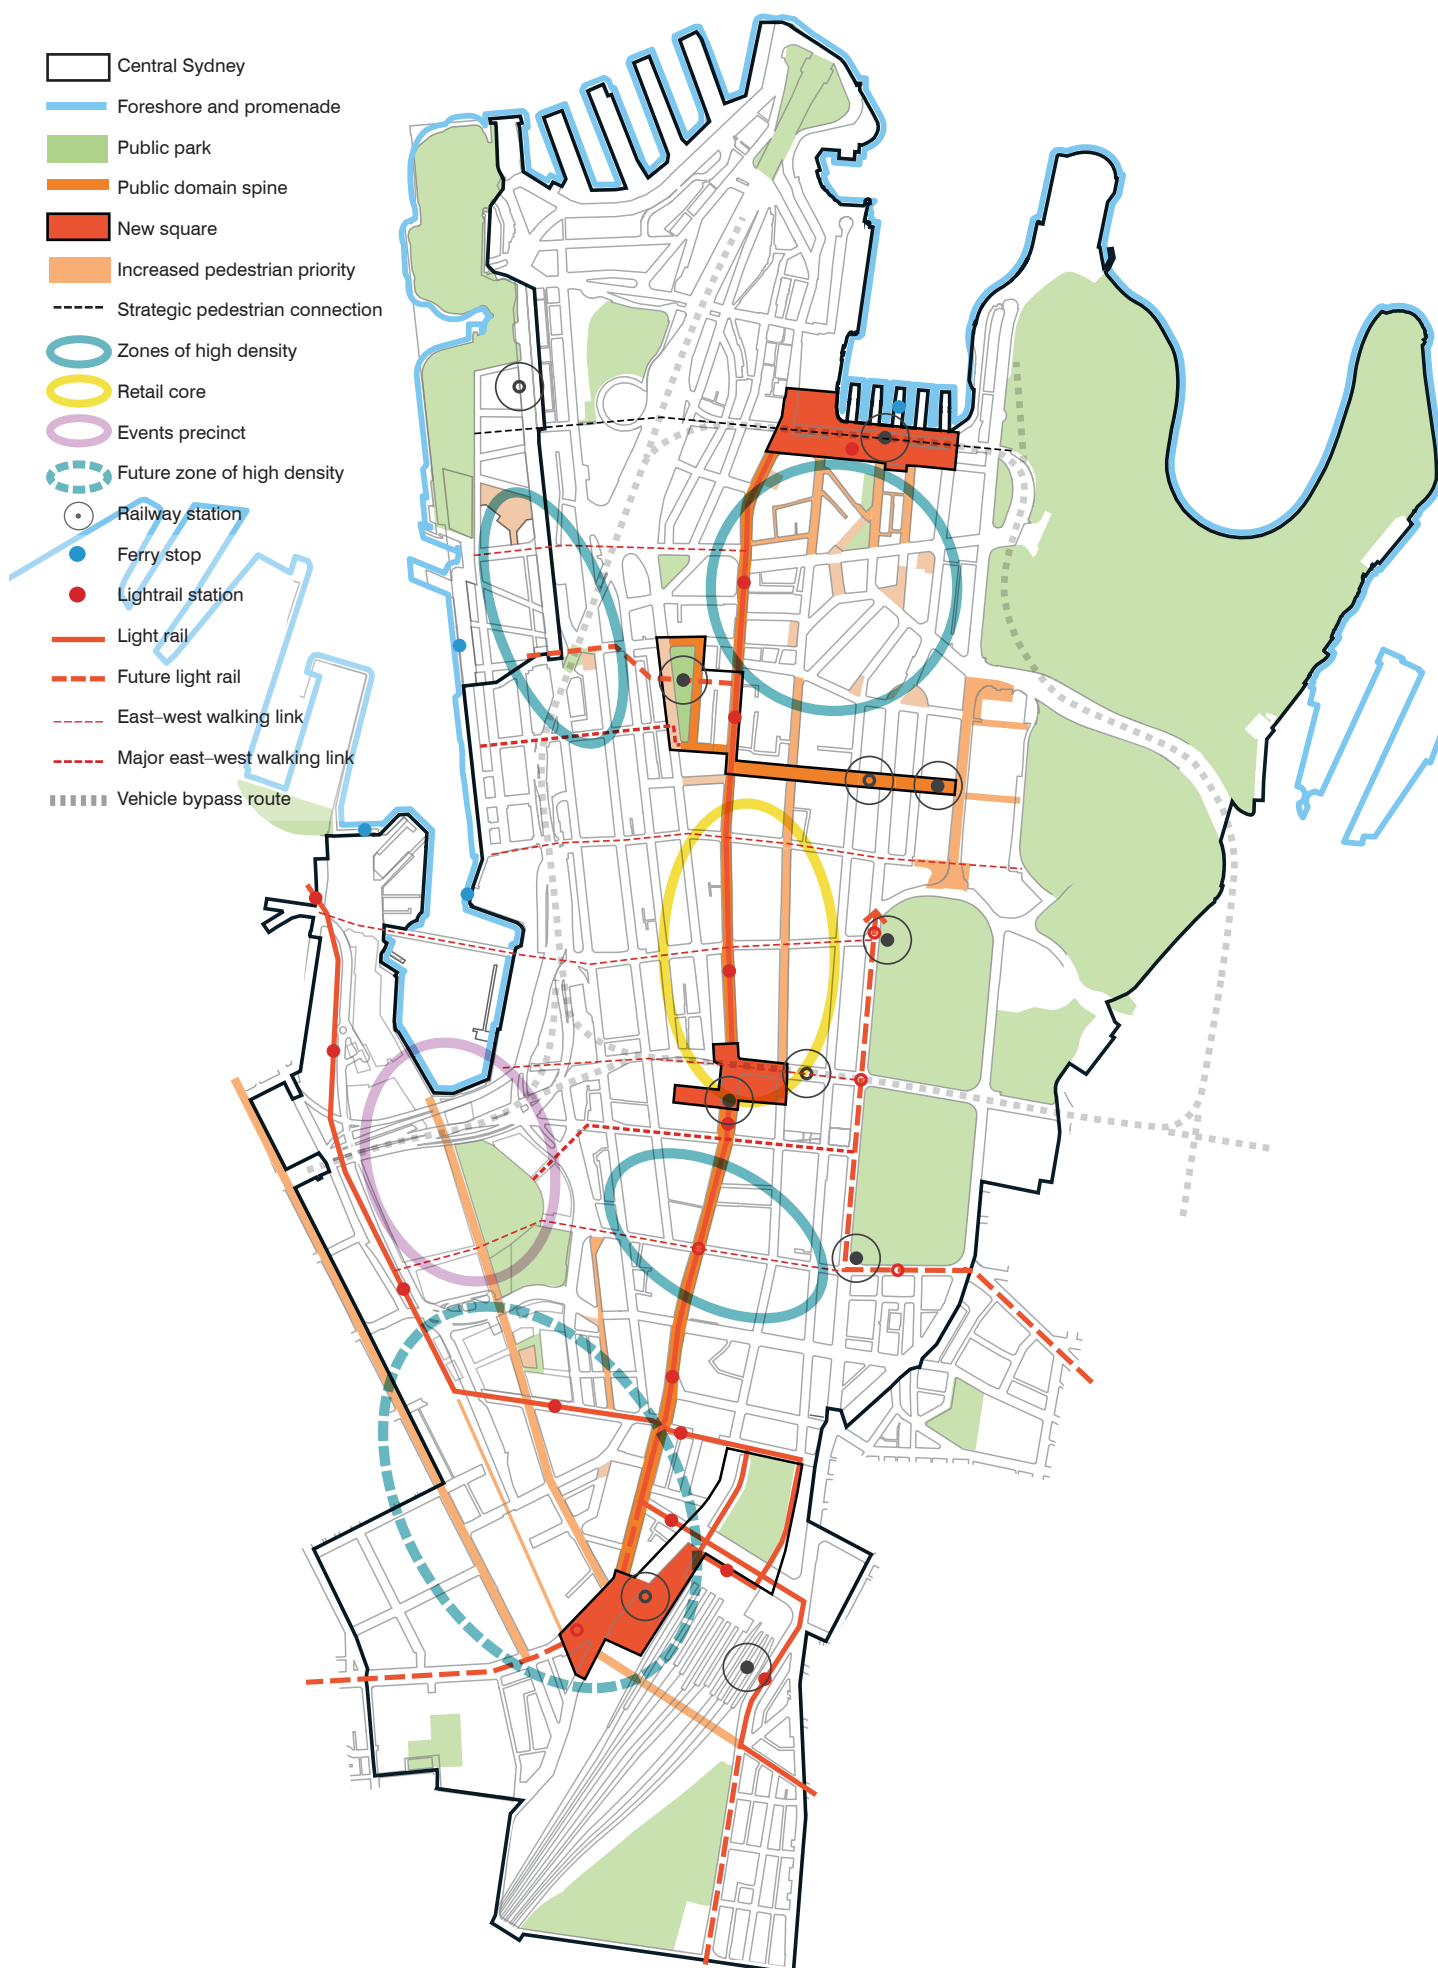 Central Sydney
Foreshore and promenade
Public park
Public domain spine
New square
Increased pedestrian priority
Strategic pedestrian connection
Zones of high density
Retail core
Events precinct
Future zone of high density
Railway station
Ferry stop
Lightrail station
Light rail
Future light rail
East–west walking link
Major east–west walking link
Vehicle bypass route